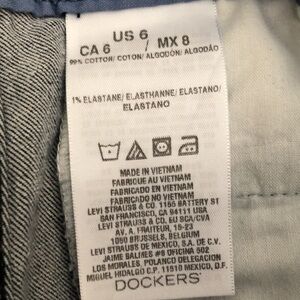 US 6
CA 6 / MX 8
99% COTTON/ COTON/ ALGODÓN/ ALGODÃO
1% ELASTANE/ ELASTHANNE/ ELASTANO/
ELASTANO
MADE IN VIETNAM
FABRIQUE AU VIETNAM
FABRICADO EN VIETNAM
FABRICADO NO VIETNAM
LEVI STRAUSS & CO. 1155 BATTERY ST
SAN FRANCISCO, CA 94111 USA
LEVI STRAUSS & CO EU SCA/CVA
AV. A. FRAITEUR, 15-23
1050 BRUSSELS, BELGIUM
LEVI STRAUSS DE MEXICO, S.A. DE C.V.
JAIME BALMES #8 OFICINA 502
LOS MORALES, POLANCO DELEGACION
MIGUEL HIDALGO C.P. 11510 MEXICO, D.F.
DOCKERS®